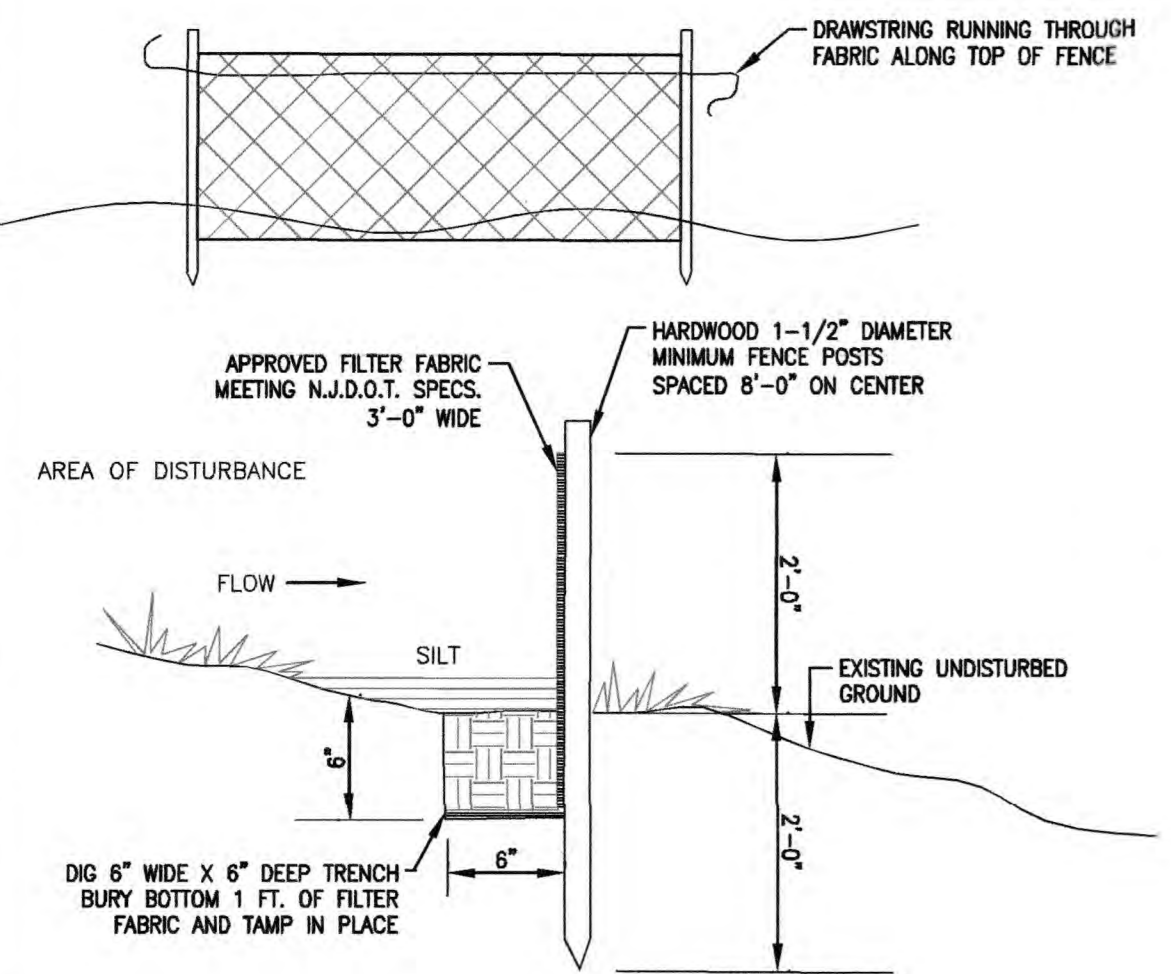 DRAWSTRING RUNNING THROUGH
FABRIC ALONG TOP OF FENCE
HARDWOOD 1-1/2" DIAMETER
MINIMUM FENCE POSTS
SPACED 8'-0" ON CENTER
APPROVED FILTER FABRIC
MEETING N.J.D.O.T. SPECS.
3'-0" WIDE
AREA OF DISTURBANCE
FLOW
SILT
2'-0"
EXISTING UNDISTURBED
GROUND
6"
6"
2'-0"
DIG 6" WIDE X 6" DEEP TRENCH
BURY BOTTOM 1 FT. OF FILTER
FABRIC AND TAMP IN PLACE